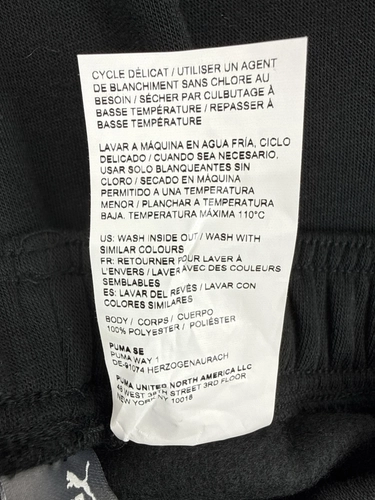 CYCLE DÉLICAT / UTILISER UN AGENT
DE BLANCHIMENT SANS CHLORE AU
BESOIN / SÉCHER PAR CULBUTAGE À
BASSE TEMPÉRATURE / REPASSER À
BASSE TEMPÉRATURE
LAVAR A MÁQUINA EN AGUA FRÍA, CICLO
DELICADO / CUANDO SEA NECESARIO,
USAR SOLO BLANQUEANTES SIN
CLORO / SECADO EN MÁQUINA
PERMITIDO A UNA TEMPERATURA
MENOR / PLANCHAR A TEMPERATURA
BAJA. TEMPERATURA MÁXIMA 110°C
US: WASH INSIDE OUT / WASH WITH
SIMILAR COLOURS
FR: RETOURNER POUR LAVER À
L'ENVERS / LAVER AVEC DES COULEURS
SEMBLABLES
ES: LAVAR DEL REVÉS / LAVAR CON
COLORES SIMILARES
BODY / CORPS / CUERPO
100% POLYESTER / POLIÉSTER
PUMA SE
PUMA WAY 1
DE-91074 HERZOGENAURACH
PUMA UNITED NORTH AMERICA LLC
WEST STREET 3RD FLOOR
NEW YORK, NY 10018